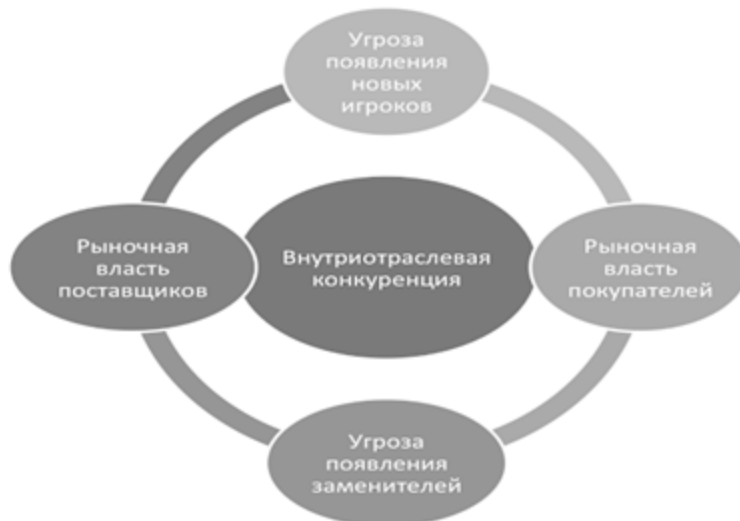 Угроза
появления
новых
игроков
Рыночная
власть
поставщиков
Внутриотраслевая
конкуренция
Рыночная
власть
покупателей
Угроза
появления
заменителей